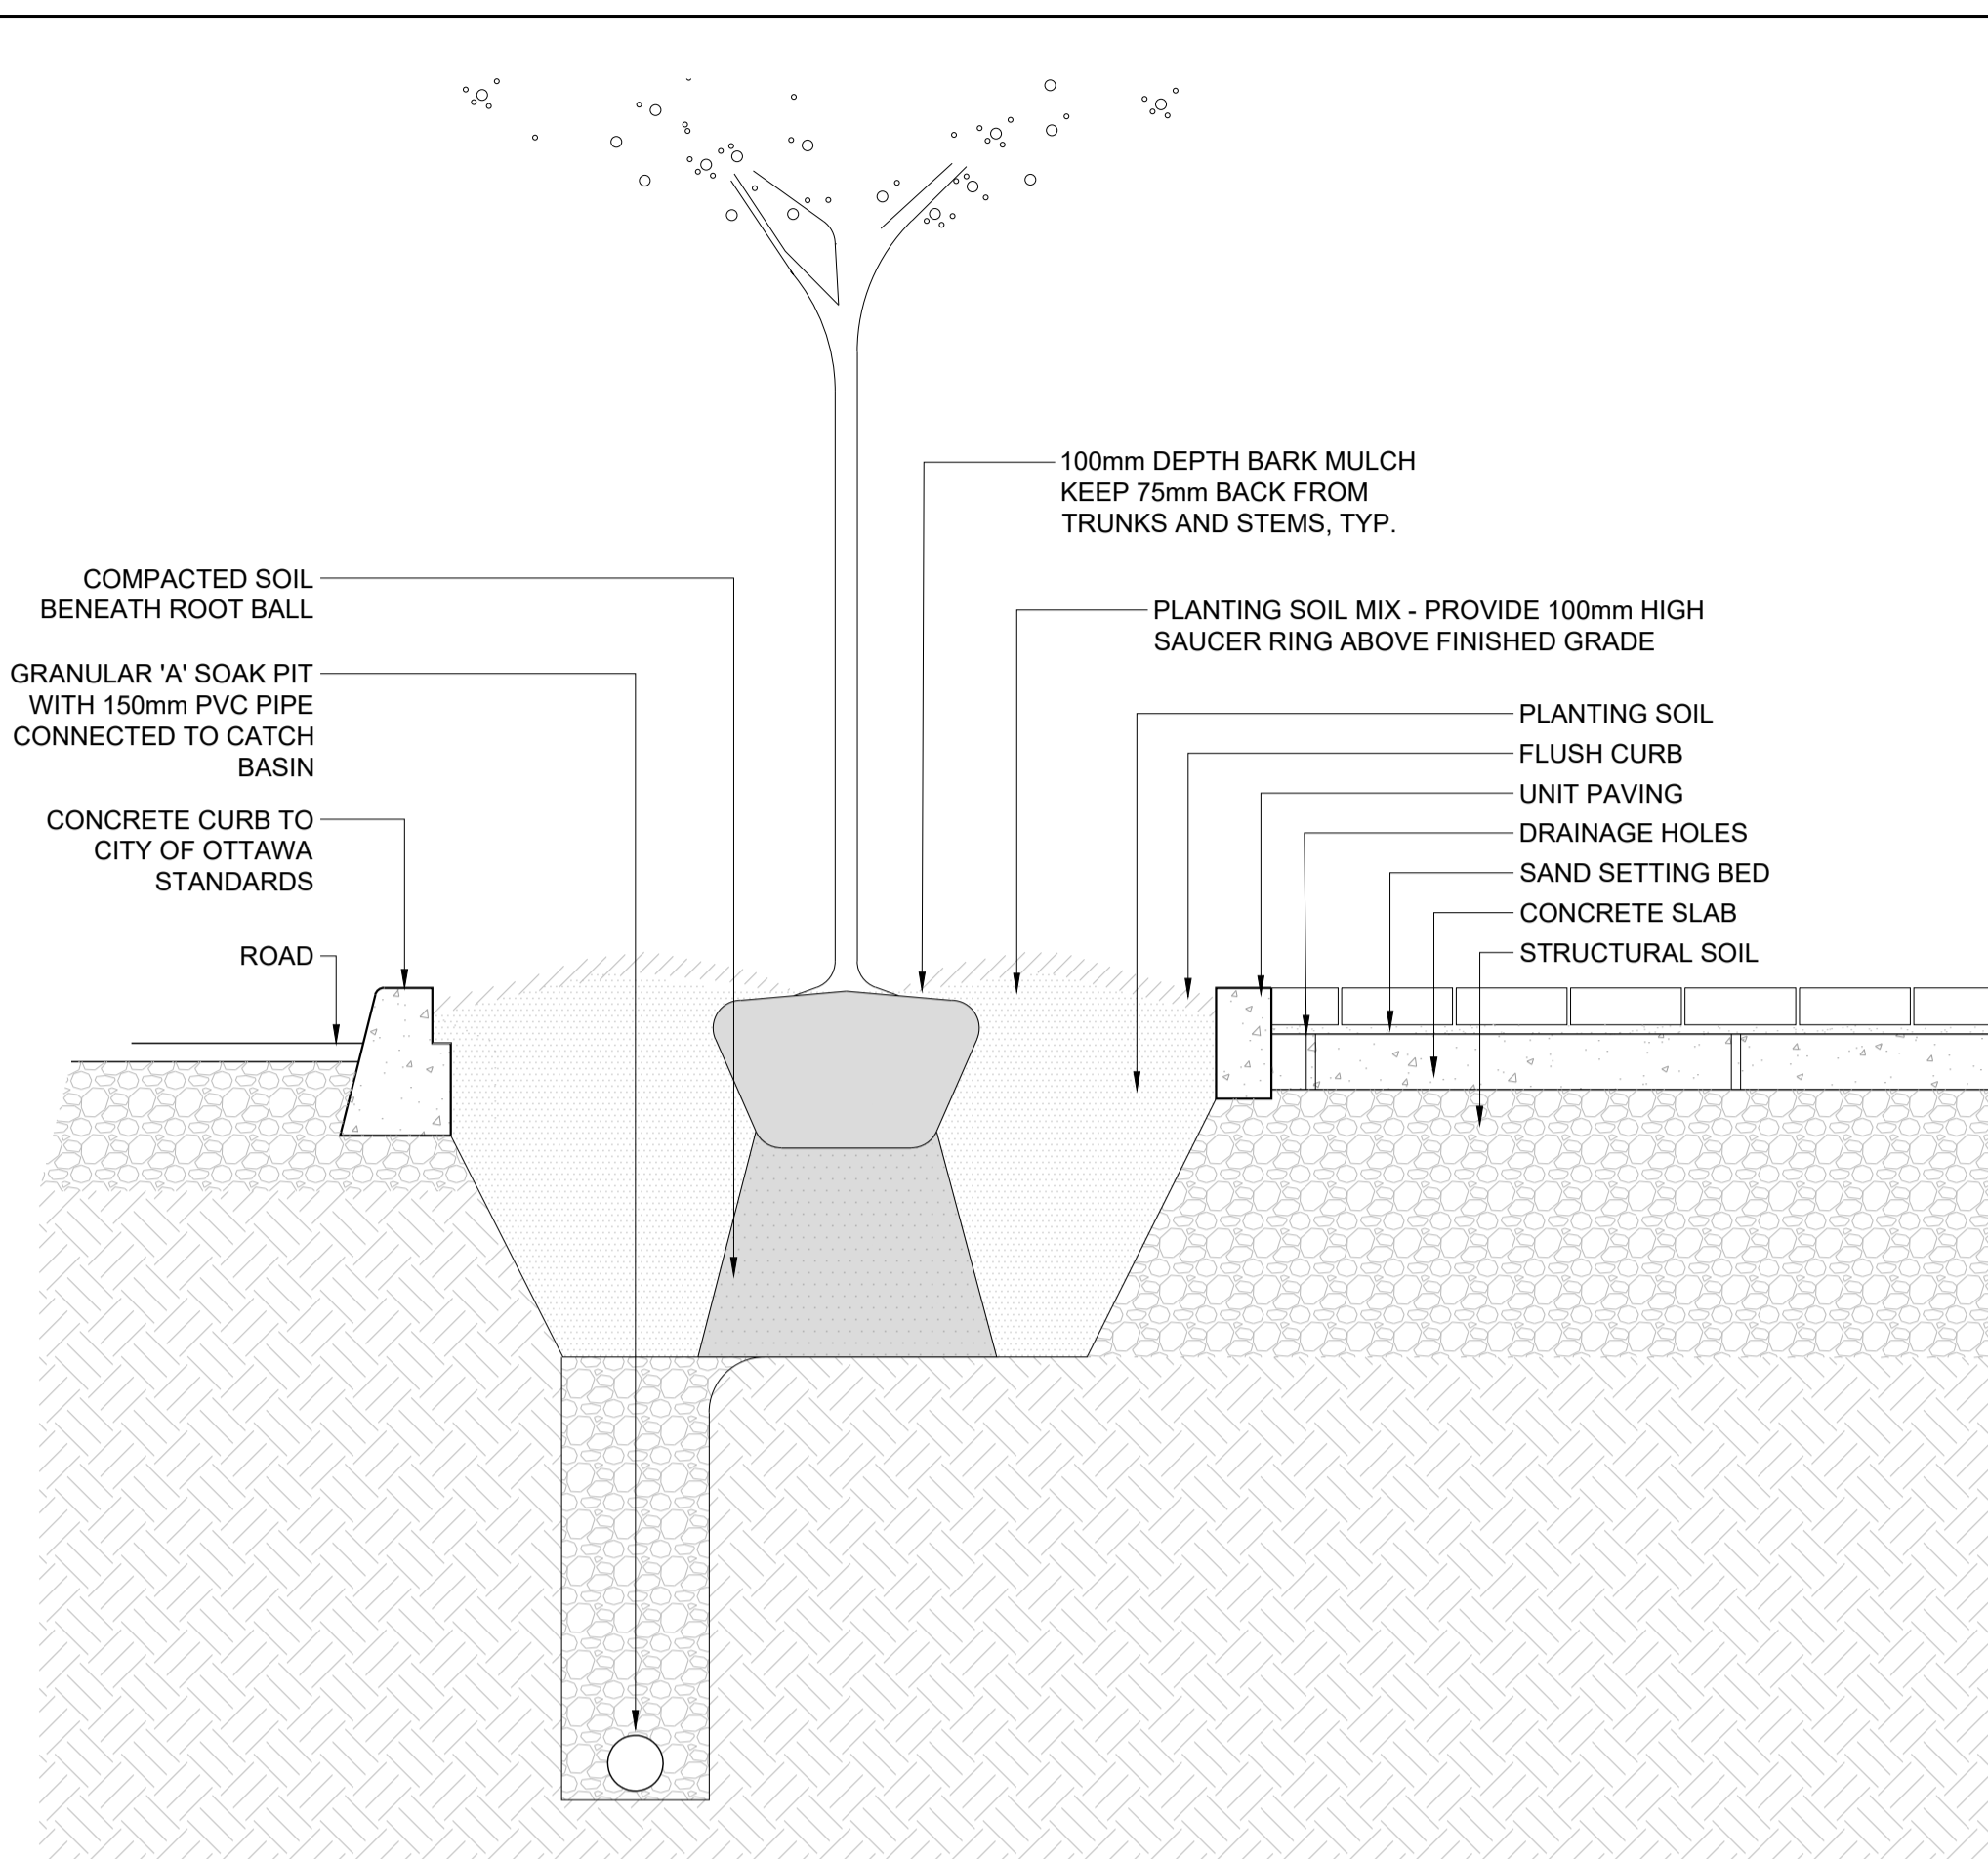 100mm DEPTH BARK MULCH
KEEP 75mm BACK FROM
TRUNKS AND STEMS, TYP.
COMPACTED SOIL
BENEATH ROOT BALL
PLANTING SOIL MIX - PROVIDE 100mm HIGH
SAUCER RING ABOVE FINISHED GRADE
GRANULAR 'A' SOAK PIT
WITH 150mm PVC PIPE
CONNECTED TO CATCH
BASIN
PLANTING SOIL
FLUSH CURB
UNIT PAVING
DRAINAGE HOLES
SAND SETTING BED
CONCRETE SLAB
STRUCTURAL SOIL
CONCRETE CURB TO
CITY OF OTTAWA
STANDARDS
ROAD